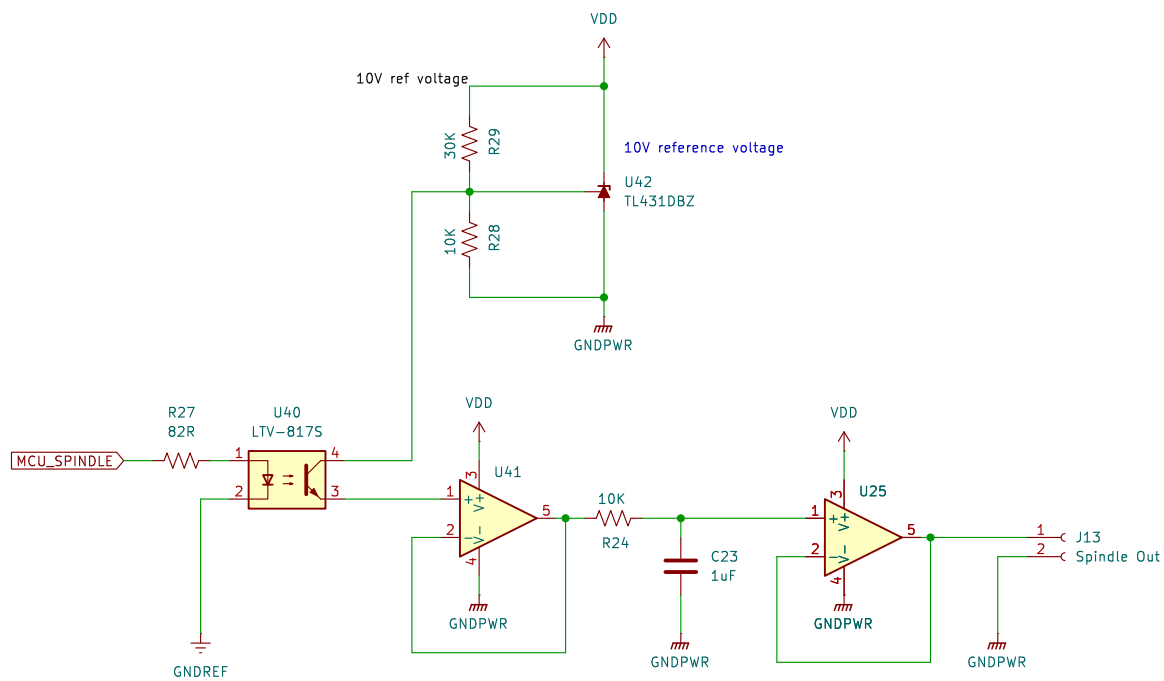 VDD
10V ref voltage
30K
R29
10V reference voltage
U42
TL431DBZ
10K
R28
GNDPWR
R27
82R
U40
LTV-817S
VDD
VDD
MCU_SPINDLE
1
4
2
3
3
U41
1
+
V+
2
-
V-
5
4
GNDPWR
10K
R24
C23
1uF
GNDPWR
3
U25
1
+
V+
2
-
V-
5
4
GNDPWR
1
J13
2
Spindle Out
GNDPWR
GNDREF